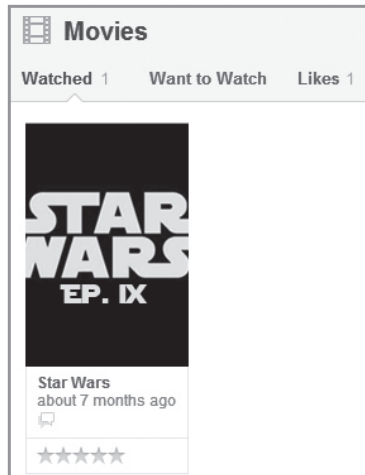 Movies
Watched 1 Want to Watch Likes 1
STAR
WARS
EP. IX
Star Wars
about 7 months ago